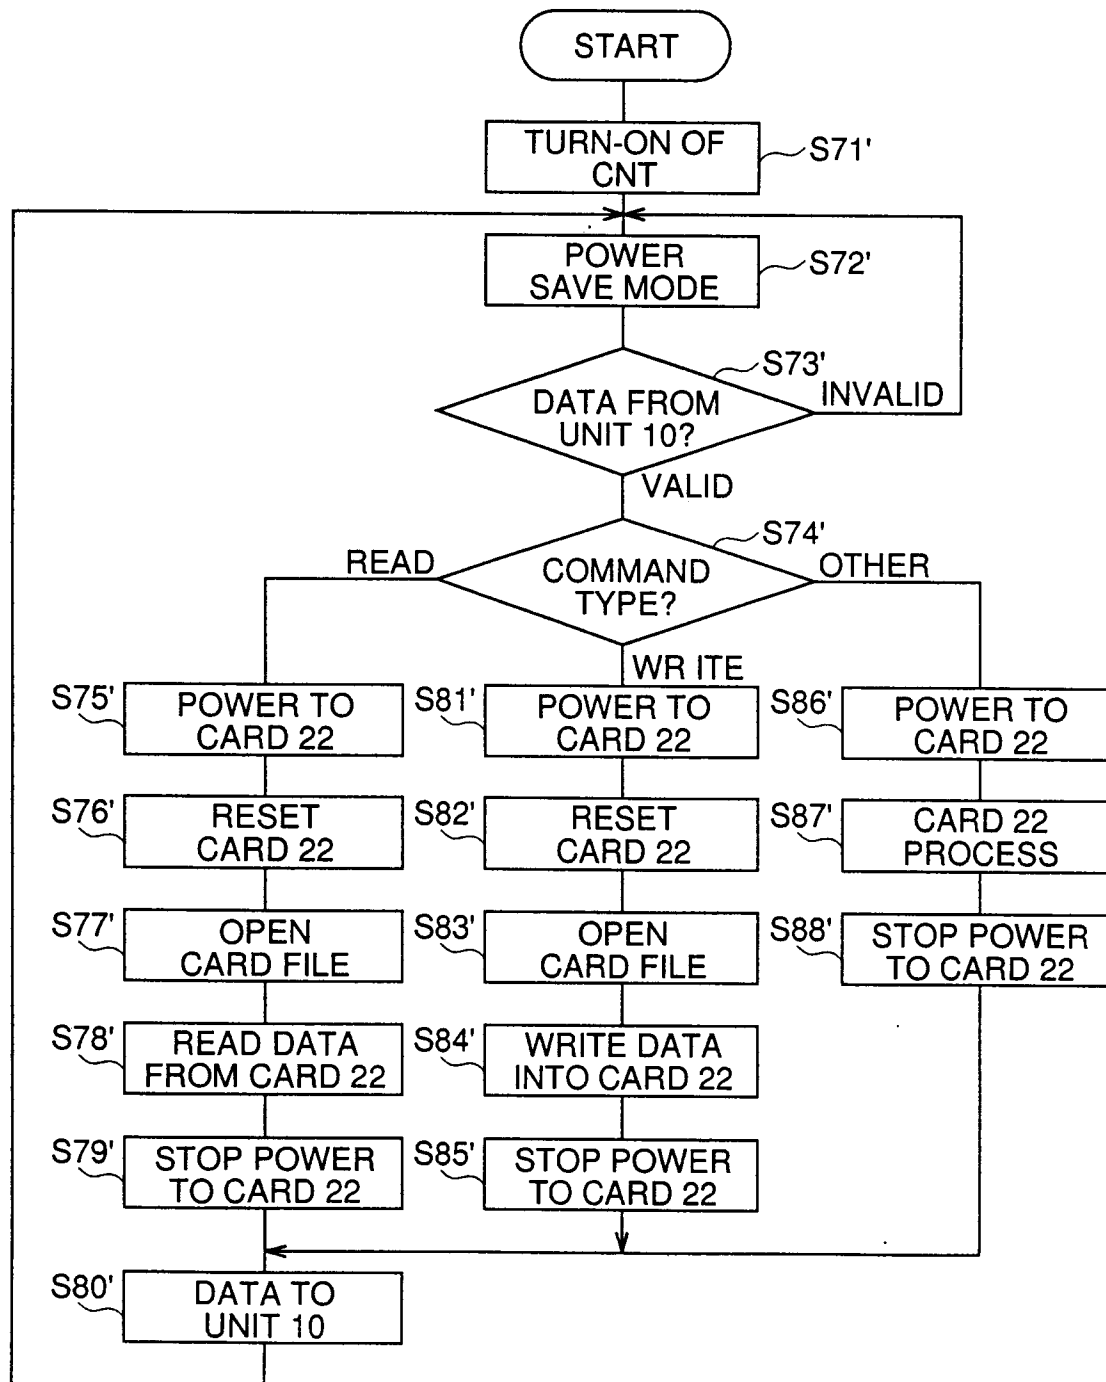 START
TURN-ON OF
CNT
S71'
POWER
SAVE MODE
S72'
S73'
DATA FROM
UNIT 10?
INVALID
VALID
S74'
READ
COMMAND
TYPE?
OTHER
WR ITE
S75'
POWER TO
CARD 22
S81'
POWER TO
CARD 22
S86'
POWER TO
CARD 22
S76'
RESET
CARD 22
S82'
RESET
CARD 22
S87'
CARD 22
PROCESS
S77'
OPEN
CARD FILE
S83'
OPEN
CARD FILE
S88'
STOP POWER
TO CARD 22
S78'
READ DATA
FROM CARD 22
S84'
WRITE DATA
INTO CARD 22
S79'
STOP POWER
TO CARD 22
S85'
STOP POWER
TO CARD 22
S80'
DATA TO
UNIT 10